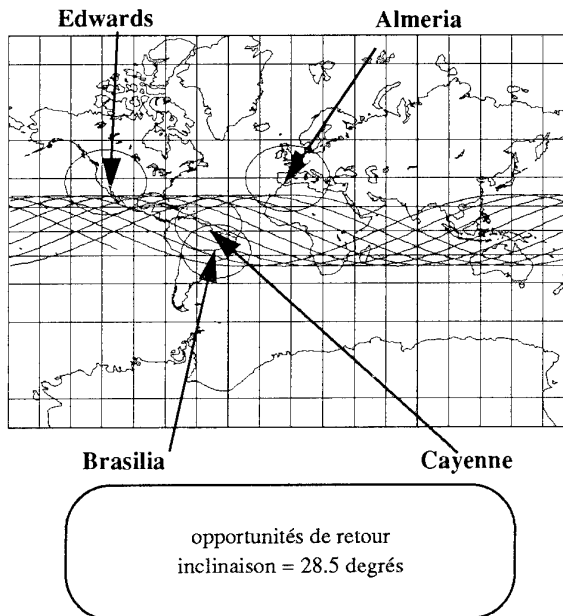 Edwards
Almeria
Brasilia
Cayenne
opportunités de retour
inclinaison = 28.5 degrés